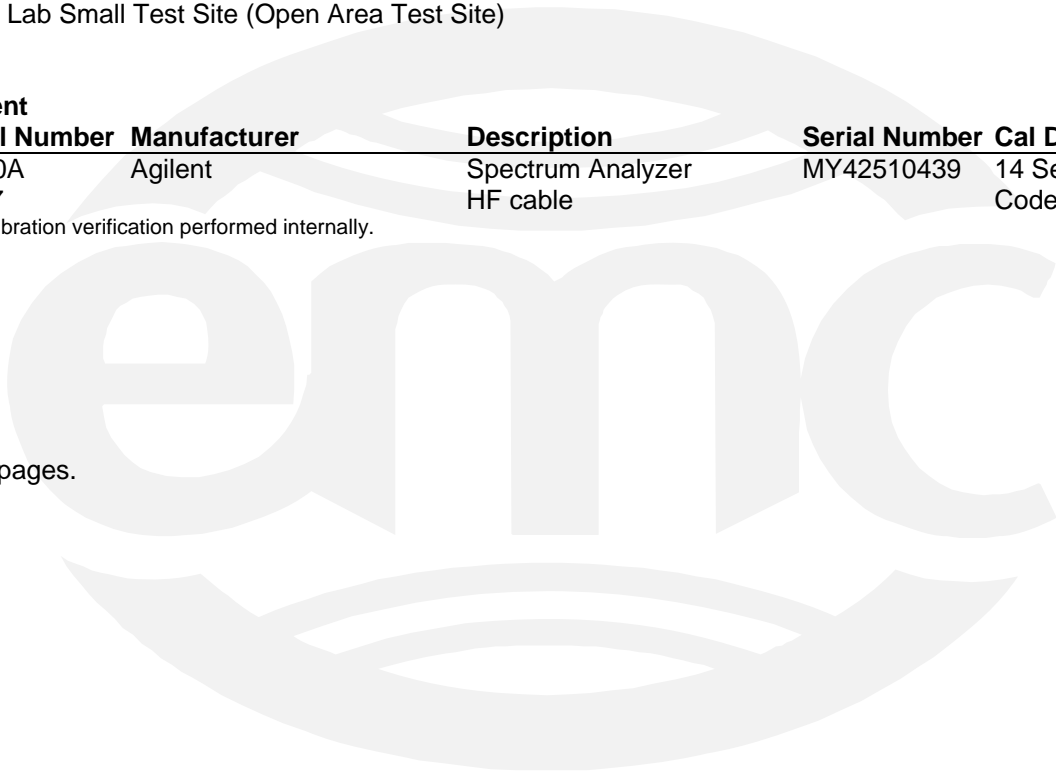 Lab Small Test Site (Open Area Test Site)
ent
l Number Manufacturer Description Serial Number Cal D
0A Agilent Spectrum Analyzer MY42510439 14 Se
HF cable Code
bration verification performed internally.
emc
pages.